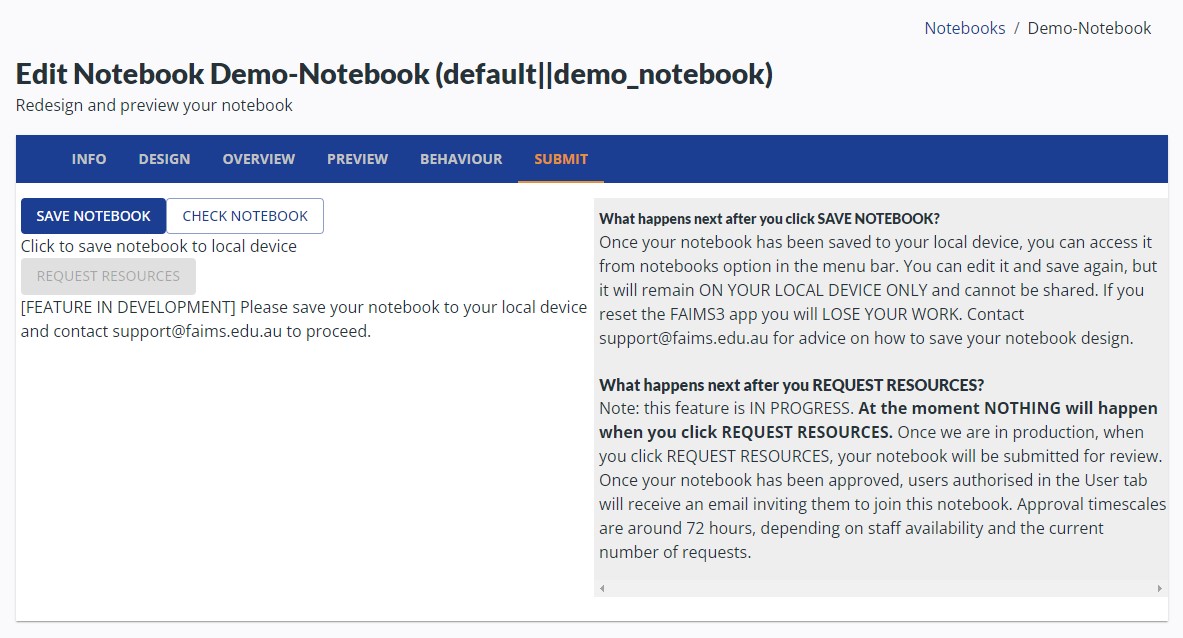 Notebooks / Demo-Notebook
Edit Notebook Demo-Notebook (default||demo_notebook)
Redesign and preview your notebook
INFO DESIGN OVERVIEW PREVIEW BEHAVIOUR SUBMIT
SAVE NOTEBOOK CHECK NOTEBOOK
Click to save notebook to local device
REQUEST RESOURCES
[FEATURE IN DEVELOPMENT] Please save your notebook to your local device
and contact support@faims.edu.au to proceed.
What happens next after you click SAVE NOTEBOOK?
Once your notebook has been saved to your local device, you can access it
from notebooks option in the menu bar. You can edit it and save again, but
it will remain ON YOUR LOCAL DEVICE ONLY and cannot be shared. If you
reset the FAIMS3 app you will LOSE YOUR WORK. Contact
support@faims.edu.au for advice on how to save your notebook design.
What happens next after you REQUEST RESOURCES?
Note: this feature is IN PROGRESS. At the moment NOTHING will happen
when you click REQUEST RESOURCES. Once we are in production, when
you click REQUEST RESOURCES, your notebook will be submitted for review.
Once your notebook has been approved, users authorised in the User tab
will receive an email inviting them to join this notebook. Approval timescales
are around 72 hours, depending on staff availability and the current
number of requests.